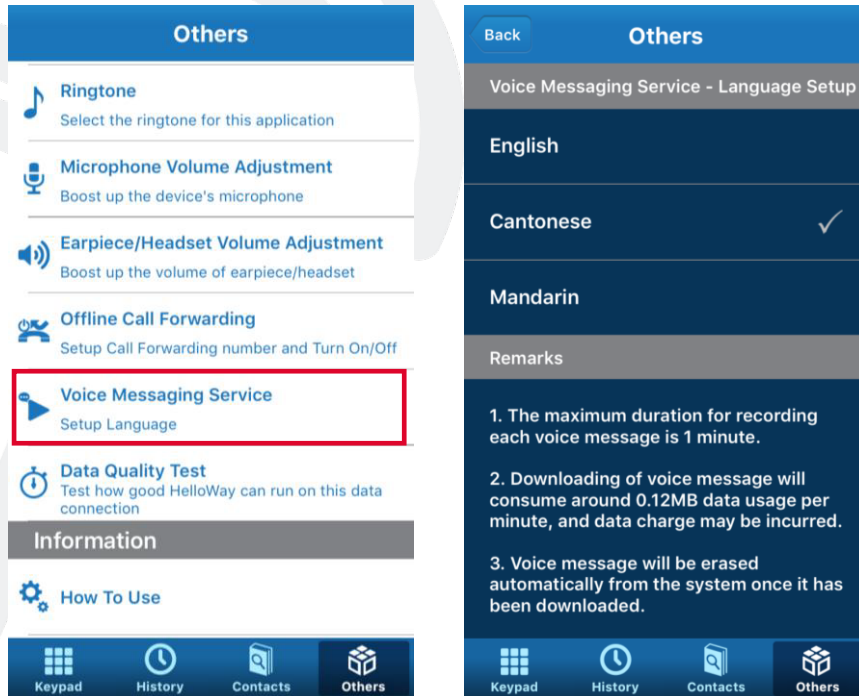 Others
Ringtone
Select the ringtone for this application
Microphone Volume Adjustment
Boost up the device's microphone
Earpiece/Headset Volume Adjustment
Boost up the volume of earpiece/headset
Offline Call Forwarding
Setup Call Forwarding number and Turn On/Off
Voice Messaging Service
Setup Language
Data Quality Test
Test how good HelloWay can run on this data
connection
Information
How To Use
Keypad History Contacts Others
Back Others
Voice Messaging Service - Language Setup
English
Cantonese
Mandarin
Remarks
1. The maximum duration for recording
each voice message is 1 minute.
2. Downloading of voice message will
consume around 0.12MB data usage per
minute, and data charge may be incurred.
3. Voice message will be erased
automatically from the system once it has
been downloaded.
Keypad History Contacts Others